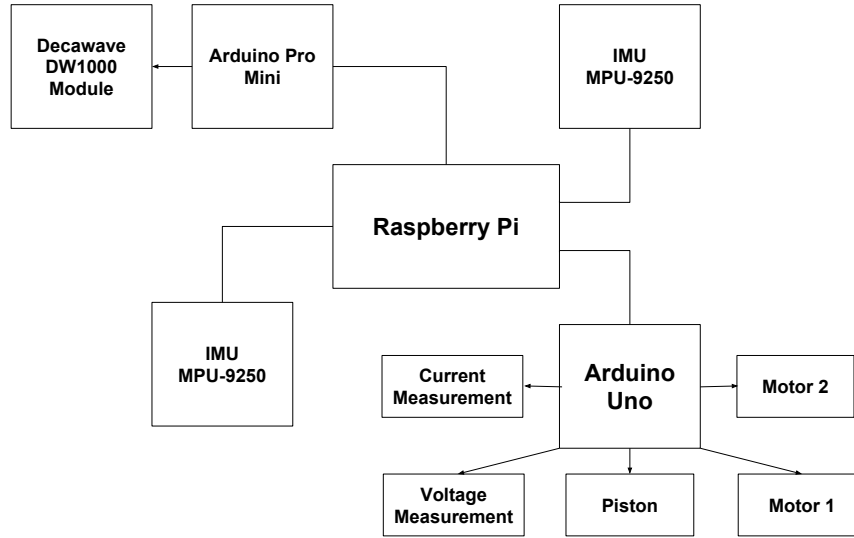 Decawave
DW1000
Module
Arduino Pro
Mini
IMU
MPU-9250
Raspberry Pi
IMU
MPU-9250
Arduino
Uno
Current
Measurement
Motor 2
Voltage
Measurement
Piston
Motor 1